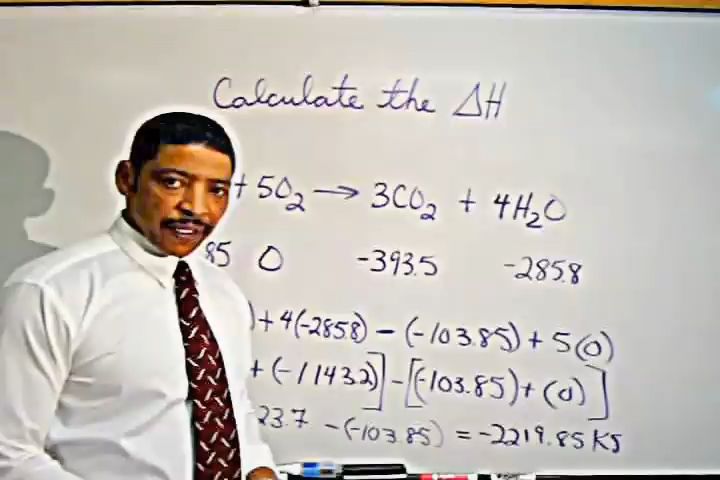 Calculate the ΔH
+ 5O₂ → 3CO₂ + 4H₂O
85 0 -393.5 -285.8
) + 4(-285.8) - (-103.85) + 5(0)
+ (-1143.2)] - [(-103.85) + (0)]
23.7 - (-103.85) = -2219.85 KJ